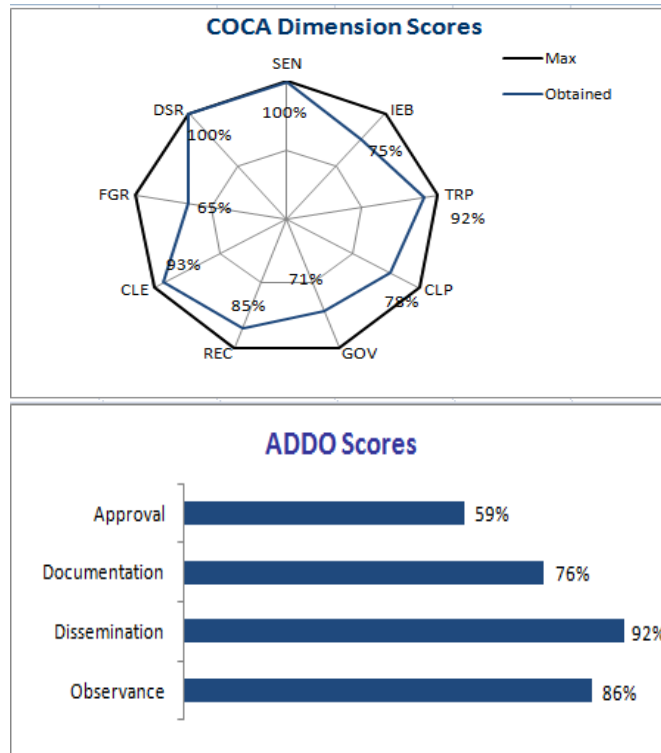 COCA Dimension Scores
Max
Obtained
SEN
100%
IEB
75%
TRP
92%
CLP
78%
GOV
71%
REC
85%
CLE
93%
FGR
65%
DSR
100%
ADDO Scores
Approval 59%
Documentation 76%
Dissemination 92%
Observance 86%